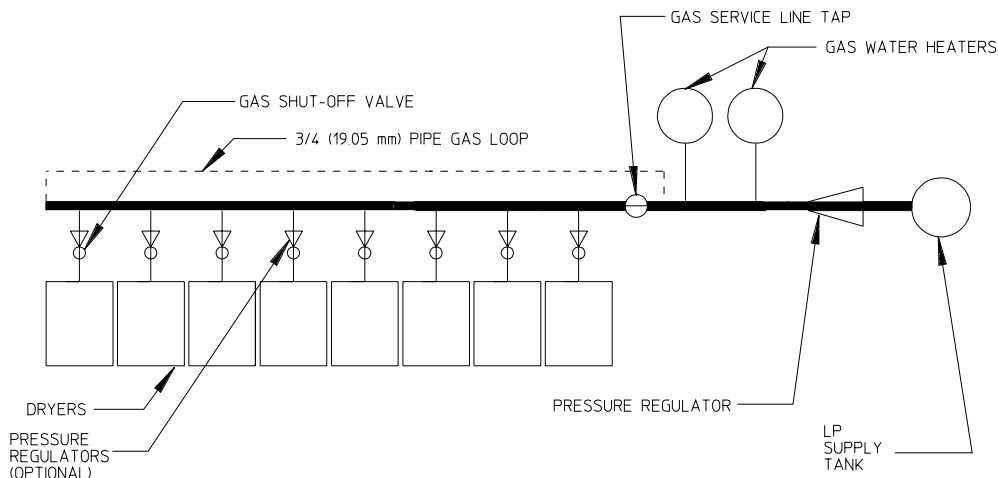 GAS SERVICE LINE TAP
GAS WATER HEATERS
GAS SHUT-OFF VALVE
3/4 (19.05 mm) PIPE GAS LOOP
DRYERS
PRESSURE
REGULATORS
(OPTIONAL)
PRESSURE REGULATOR
LP
SUPPLY
TANK